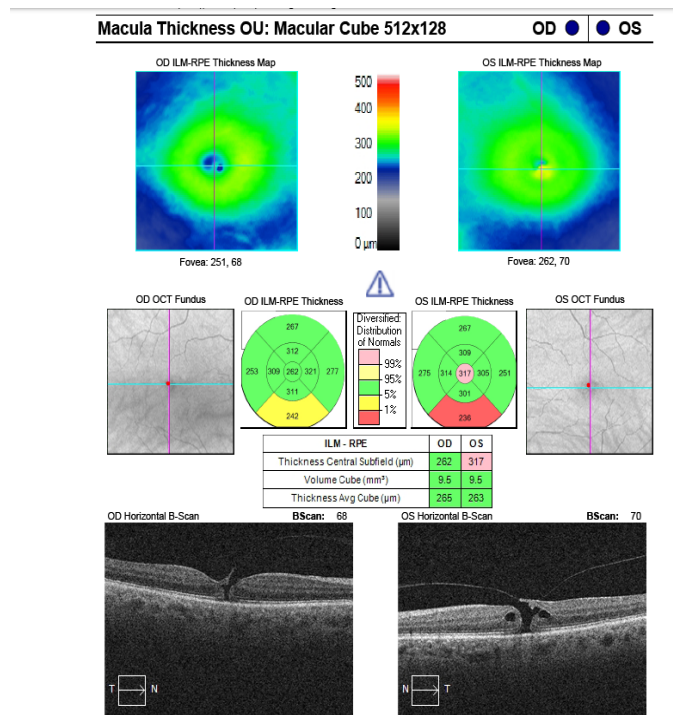 Macula Thickness OU: Macular Cube 512x128 OD OS
OD ILM-RPE Thickness Map
OS ILM-RPE Thickness Map
500
400
300
200
100
0 µm
Fovea: 251, 68
Fovea: 262, 70
OD OCT Fundus
OD ILM-RPE Thickness
OS ILM-RPE Thickness
OS OCT Fundus
267
312
253 309 262 321 277
311
242
Diversified:
Distribution
of Normals
99%
95%
5%
1%
267
309
275 314 317 305 251
301
236
ILM - RPE OD OS
Thickness Central Subfield (µm) 262 317
Volume Cube (mm³) 9.5 9.5
Thickness Avg Cube (µm) 265 263
OD Horizontal B-Scan BScan: 68
OS Horizontal B-Scan BScan: 70
T N
N T